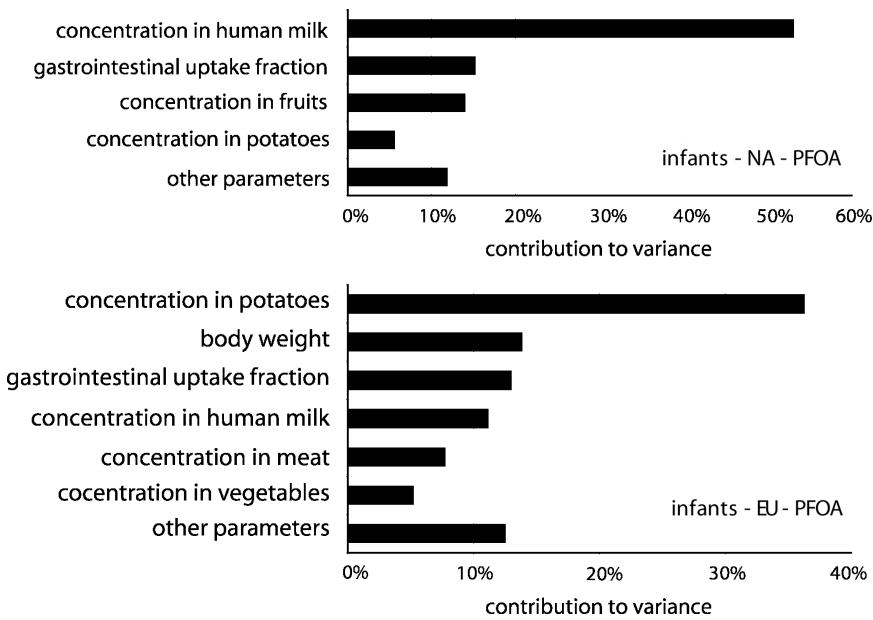 concentration in human milk
gastrointestinal uptake fraction
concentration in fruits
concentration in potatoes
other parameters
infants - NA - PFOA
0% 10% 20% 30% 40% 50% 60%
contribution to variance
concentration in potatoes
body weight
gastrointestinal uptake fraction
concentration in human milk
concentration in meat
cocentration in vegetables
other parameters
infants - EU - PFOA
0% 10% 20% 30% 40%
contribution to variance